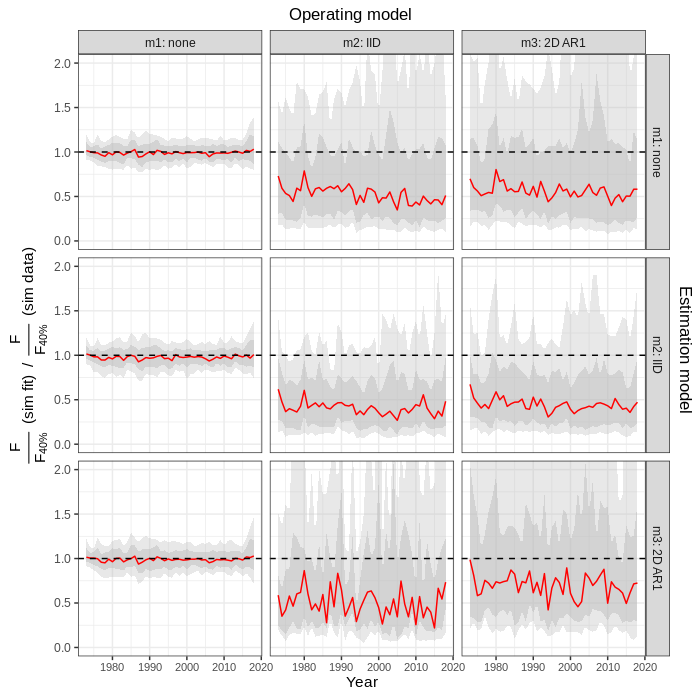 Operating model
m1: none
m2: IID
m3: 2D AR1
2.0
1.5
1.0
0.5
0.0
m1: none
2.0
1.5
1.0
0.5
0.0
m2: IID
2.0
1.5
1.0
0.5
0.0
m3: 2D AR1
F
F40%
(sim fit) /
F
F40%
(sim data)
Estimation model
1980 1990 2000 2010 2020
1980 1990 2000 2010 2020
1980 1990 2000 2010 2020
Year